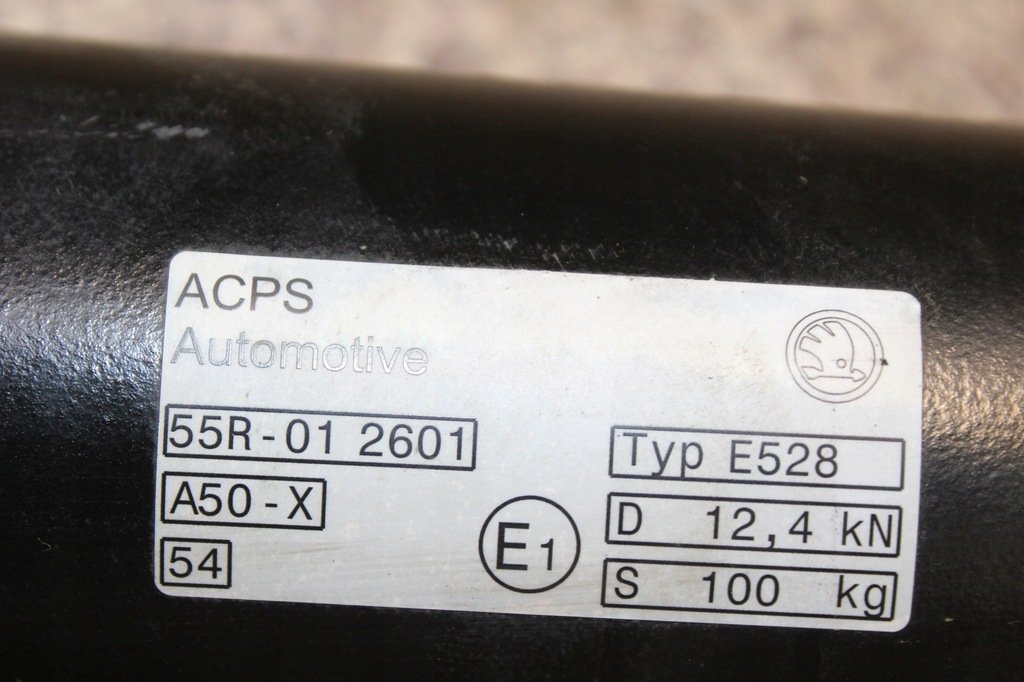 ACPS
Automotive
55R-01 2601
A50-X
54
E1
Typ E528
D 12,4 kN
S 100 kg